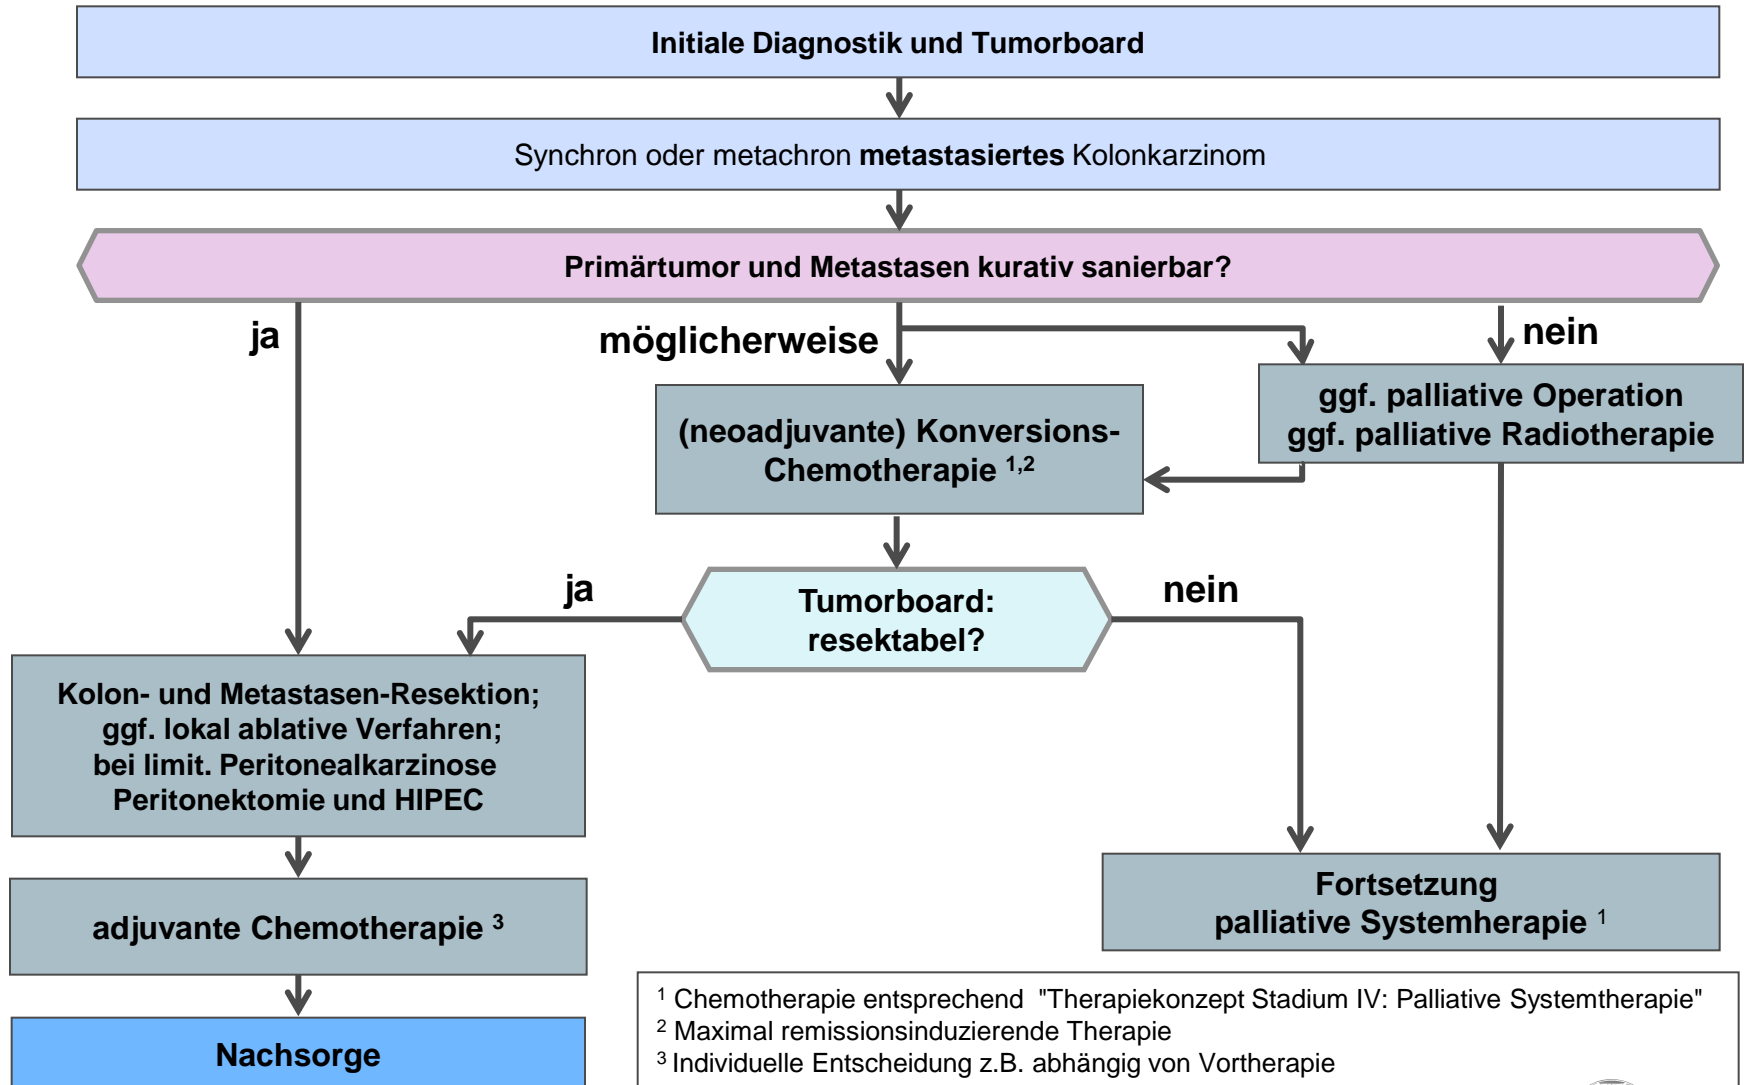 Initiale Diagnostik und Tumorboard
Synchron oder metachron metastasiertes Kolonkarzinom
Primärtumor und Metastasen kurativ sanierbar?
ja
möglicherweise
nein
ggf. palliative Operation
ggf. palliative Radiotherapie
(neoadjuvante) Konversions-
Chemotherapie 1,2
ja
Tumorboard:
resektabel?
nein
Kolon- und Metastasen-Resektion;
ggf. lokal ablative Verfahren;
bei limit. Peritonealkarzinose
Peritonektomie und HIPEC
adjuvante Chemotherapie 3
Nachsorge
Fortsetzung
palliative Systemherapie 1
1 Chemotherapie entsprechend "Therapiekonzept Stadium IV: Palliative Systemtherapie"
2 Maximal remissionsinduzierende Therapie
3 Individuelle Entscheidung z.B. abhängig von Vortherapie